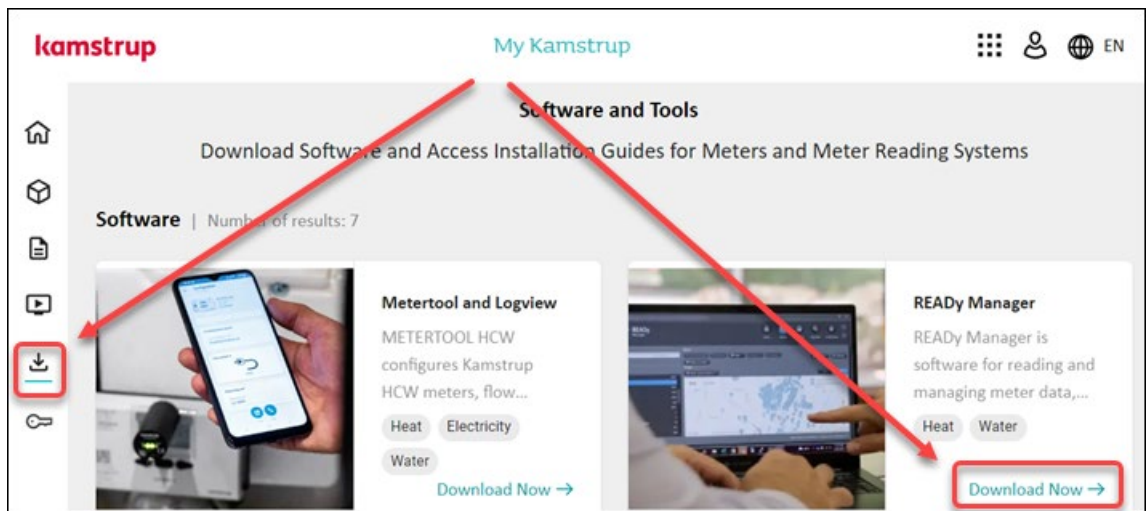 kamstrup
My Kamstrup
EN
Software and Tools
Download Software and Access Installation Guides for Meters and Meter Reading Systems
Software | Number of results: 7
Metertool and Logview
METERTOOL HCW
configures Kamstrup
HCW meters, flow...
Heat Electricity
Water
Download Now →
READy Manager
READy Manager is
software for reading and
managing meter data,...
Heat Water
Download Now →